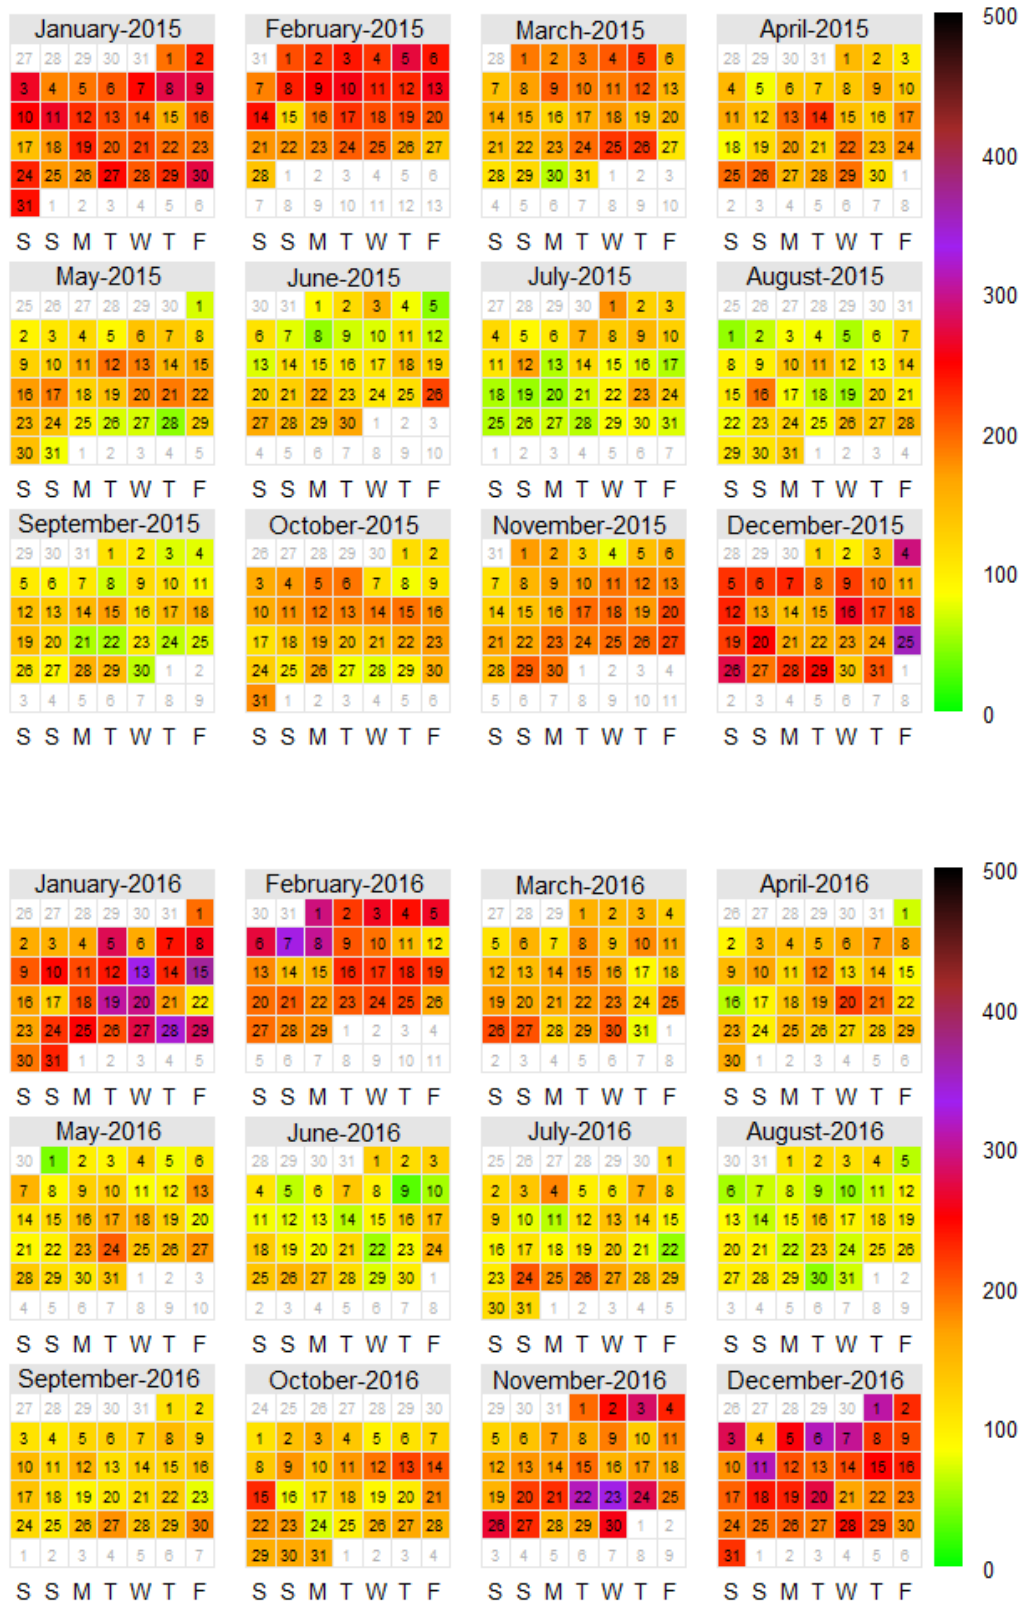 January-2015
27 28 29 30 31 1 2
3 4 5 6 7 8 9
10 11 12 13 14 15 16
17 18 19 20 21 22 23
24 25 26 27 28 29 30
31 1 2 3 4 5 6
S S M T W T F
February-2015
31 1 2 3 4 5 6
7 8 9 10 11 12 13
14 15 16 17 18 19 20
21 22 23 24 25 26 27
28 1 2 3 4 5 6
7 8 9 10 11 12 13
S S M T W T F
March-2015
28 1 2 3 4 5 6
7 8 9 10 11 12 13
14 15 16 17 18 19 20
21 22 23 24 25 26 27
28 29 30 31 1 2 3
4 5 6 7 8 9 10
S S M T W T F
April-2015
28 29 30 31 1 2 3
4 5 6 7 8 9 10
11 12 13 14 15 16 17
18 19 20 21 22 23 24
25 26 27 28 29 30 1
2 3 4 5 6 7 8
S S M T W T F
May-2015
25 26 27 28 29 30 1
2 3 4 5 6 7 8
9 10 11 12 13 14 15
16 17 18 19 20 21 22
23 24 25 26 27 28 29
30 31 1 2 3 4 5
S S M T W T F
June-2015
30 31 1 2 3 4 5
6 7 8 9 10 11 12
13 14 15 16 17 18 19
20 21 22 23 24 25 26
27 28 29 30 1 2 3
4 5 6 7 8 9 10
S S M T W T F
July-2015
27 28 29 30 1 2 3
4 5 6 7 8 9 10
11 12 13 14 15 16 17
18 19 20 21 22 23 24
25 26 27 28 29 30 31
1 2 3 4 5 6 7
S S M T W T F
August-2015
25 26 27 28 29 30 31
1 2 3 4 5 6 7
8 9 10 11 12 13 14
15 16 17 18 19 20 21
22 23 24 25 26 27 28
29 30 31 1 2 3 4
S S M T W T F
September-2015
29 30 31 1 2 3 4
5 6 7 8 9 10 11
12 13 14 15 16 17 18
19 20 21 22 23 24 25
26 27 28 29 30 1 2
3 4 5 6 7 8 9
S S M T W T F
October-2015
26 27 28 29 30 1 2
3 4 5 6 7 8 9
10 11 12 13 14 15 16
17 18 19 20 21 22 23
24 25 26 27 28 29 30
31 1 2 3 4 5 6
S S M T W T F
November-2015
31 1 2 3 4 5 6
7 8 9 10 11 12 13
14 15 16 17 18 19 20
21 22 23 24 25 26 27
28 29 30 1 2 3 4
5 6 7 8 9 10 11
S S M T W T F
December-2015
28 29 30 1 2 3 4
5 6 7 8 9 10 11
12 13 14 15 16 17 18
19 20 21 22 23 24 25
26 27 28 29 30 31 1
2 3 4 5 6 7 8
S S M T W T F
500
400
300
200
100
0
January-2016
26 27 28 29 30 31 1
2 3 4 5 6 7 8
9 10 11 12 13 14 15
16 17 18 19 20 21 22
23 24 25 26 27 28 29
30 31 1 2 3 4 5
S S M T W T F
February-2016
30 31 1 2 3 4 5
6 7 8 9 10 11 12
13 14 15 16 17 18 19
20 21 22 23 24 25 26
27 28 29 1 2 3 4
5 6 7 8 9 10 11
S S M T W T F
March-2016
27 28 29 1 2 3 4
5 6 7 8 9 10 11
12 13 14 15 16 17 18
19 20 21 22 23 24 25
26 27 28 29 30 31 1
2 3 4 5 6 7 8
S S M T W T F
April-2016
26 27 28 29 30 31 1
2 3 4 5 6 7 8
9 10 11 12 13 14 15
16 17 18 19 20 21 22
23 24 25 26 27 28 29
30 1 2 3 4 5 6
S S M T W T F
May-2016
30 1 2 3 4 5 6
7 8 9 10 11 12 13
14 15 16 17 18 19 20
21 22 23 24 25 26 27
28 29 30 31 1 2 3
4 5 6 7 8 9 10
S S M T W T F
June-2016
28 29 30 31 1 2 3
4 5 6 7 8 9 10
11 12 13 14 15 16 17
18 19 20 21 22 23 24
25 26 27 28 29 30 1
2 3 4 5 6 7 8
S S M T W T F
July-2016
25 26 27 28 29 30 1
2 3 4 5 6 7 8
9 10 11 12 13 14 15
16 17 18 19 20 21 22
23 24 25 26 27 28 29
30 31 1 2 3 4 5
S S M T W T F
August-2016
30 31 1 2 3 4 5
6 7 8 9 10 11 12
13 14 15 16 17 18 19
20 21 22 23 24 25 26
27 28 29 30 31 1 2
3 4 5 6 7 8 9
S S M T W T F
September-2016
27 28 29 30 31 1 2
3 4 5 6 7 8 9
10 11 12 13 14 15 16
17 18 19 20 21 22 23
24 25 26 27 28 29 30
1 2 3 4 5 6 7
S S M T W T F
October-2016
24 25 26 27 28 29 30
1 2 3 4 5 6 7
8 9 10 11 12 13 14
15 16 17 18 19 20 21
22 23 24 25 26 27 28
29 30 31 1 2 3 4
S S M T W T F
November-2016
29 30 31 1 2 3 4
5 6 7 8 9 10 11
12 13 14 15 16 17 18
19 20 21 22 23 24 25
26 27 28 29 30 1 2
3 4 5 6 7 8 9
S S M T W T F
December-2016
26 27 28 29 30 1 2
3 4 5 6 7 8 9
10 11 12 13 14 15 16
17 18 19 20 21 22 23
24 25 26 27 28 29 30
31 1 2 3 4 5 6
S S M T W T F
500
400
300
200
100
0